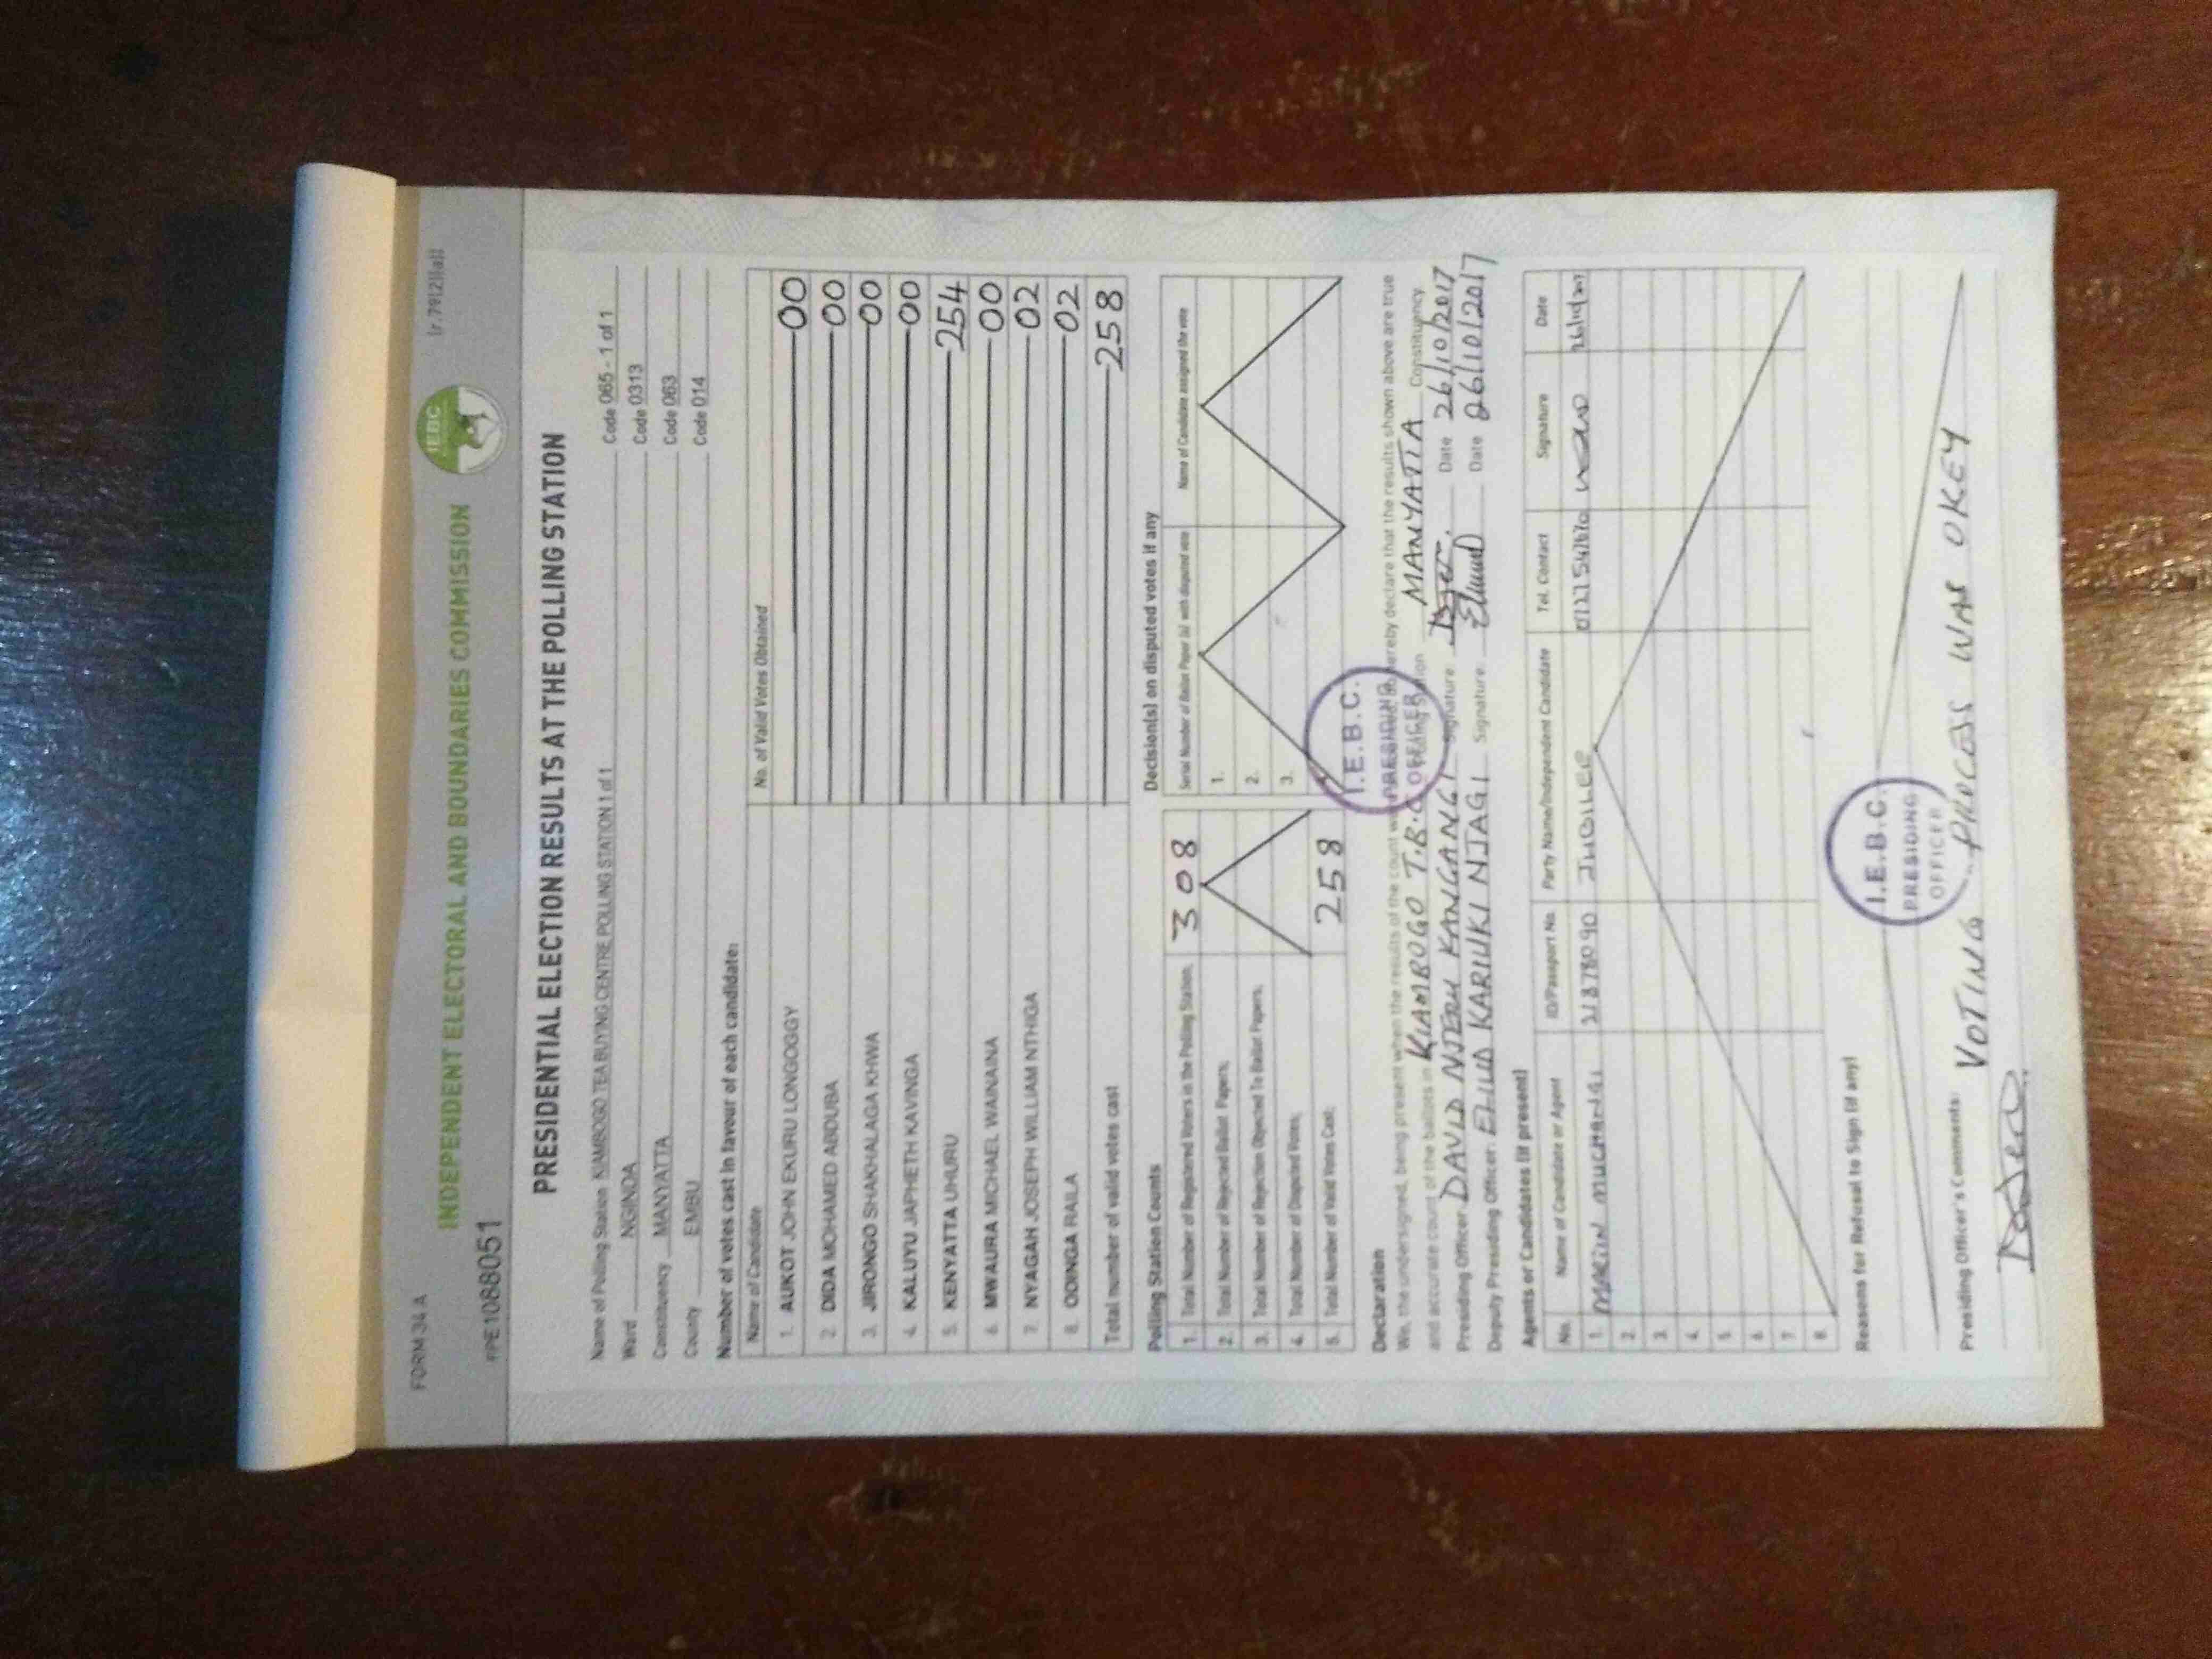 FORM 34 A
INDEPENDENT ELECTORAL AND BOUNDARIES COMMISSION
IEBC
(r.79(2)(a))
PPE1088051
PRESIDENTIAL ELECTION RESULTS AT THE POLLING STATION
Name of Polling Station KIAMBOGO TEA BUYING CENTRE POLLING STATION 1 of 1 Code 065 - 1 of 1
Ward NGINDA Code 0313
Constituency MANYATTA Code 063
County EMBU Code 014
Number of votes cast in favour of each candidate:
Name of Candidate No. of Valid Votes Obtained
1. AUKOT JOHN EKURU LONGOGGY 00
2. DIDA MOHAMED ABDUBA 00
3. JIRONGO SHAKHALAGA KHWA 00
4. KALUYU JAPHETH KAVINGA 00
5. KENYATTA UHURU 254
6. MWAURA MICHAEL WAINAINA 00
7. NYAGAH JOSEPH WILLIAM NTHIGA 02
8. ODINGA RAILA 02
Total number of valid votes cast 258
Polling Station Counts
1. Total Number of Registered Voters in the Polling Station. 308
2. Total Number of Rejected Ballot Papers.
3. Total Number of Rejection Objected To Ballot Papers.
4. Total Number of Disputed Votes.
5. Total Number of Valid Votes Cast. 258
Decision(s) on disputed votes if any
Serial Number of Ballot Paper (s) with disputed vote Name of Candidate assigned the vote
1.
2.
3.
I.E.B.C.
PRESIDING
OFFICER
Declaration
We, the undersigned, being present when the results of the count hereby declare that the results shown above are true
and accurate count of the ballots in KIAMBOGO T.B.C MANYATTA Constituency
Presiding Officer DAVID NJERU KANGANGI Signature Date 26/10/2017
Deputy Presiding Officer: ELIUD KARIUKI NJAGI Signature Eliud Date 26/10/2017
Agents or Candidates (if present)
No. Name of Candidate or Agent ID/Passport No. Party Name/Independent Candidate Tel. Contact Signature Date
1. JUBILEE 26/10/2017
2.
3.
4.
5.
6.
7.
8.
Reasons for Refusal to Sign (if any)
I.E.B.C.
PRESIDING
OFFICER
Presiding Officer's Comments: VOTING PROCESS WAS OKEY